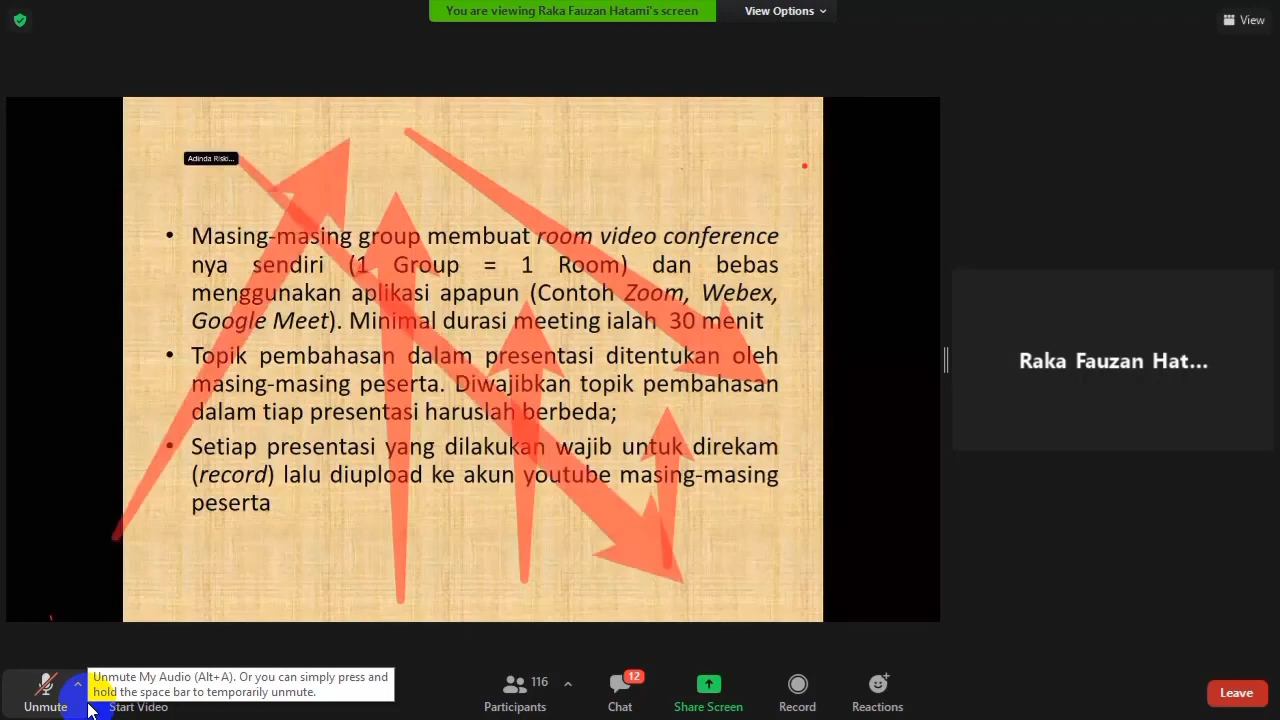 You are viewing Raka Fauzan Hatami's screen
View Options
View
Adinda Riski...
• Masing-masing group membuat room video conference
nya sendiri (1 Group = 1 Room) dan bebas
menggunakan aplikasi apapun (Contoh Zoom, Webex,
Google Meet). Minimal durasi meeting ialah 30 menit
• Topik pembahasan dalam presentasi ditentukan oleh
masing-masing peserta. Diwajibkan topik pembahasan
dalam tiap presentasi haruslah berbeda;
• Setiap presentasi yang dilakukan wajib untuk direkam
(record) lalu diupload ke akun youtube masing-masing
peserta
Raka Fauzan Hat...
Unmute My Audio (Alt+A). Or you can simply press and
hold the space bar to temporarily unmute.
Unmute
Start Video
116
Participants
12
Chat
Share Screen
Record
Reactions
Leave